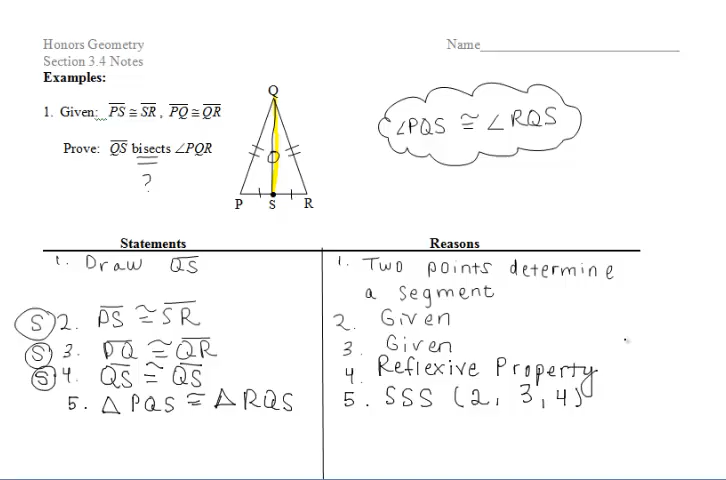 Honors Geometry
Name
Section 3.4 Notes
Examples:
1. Given: PS ≅ SR , PQ ≅ QR
Prove: QS bisects ∠PQR
?
Q
P S R
∠PQS ≅ ∠RQS
Statements
Reasons
1. Draw QS
1. Two points determine
a segment
S 2. PS ≅ SR
2. Given
S 3. PQ ≅ QR
3. Given
S 4. QS ≅ QS
4. Reflexive Property
5. △ PQS ≅ △ RQS
5. SSS (2, 3, 4)